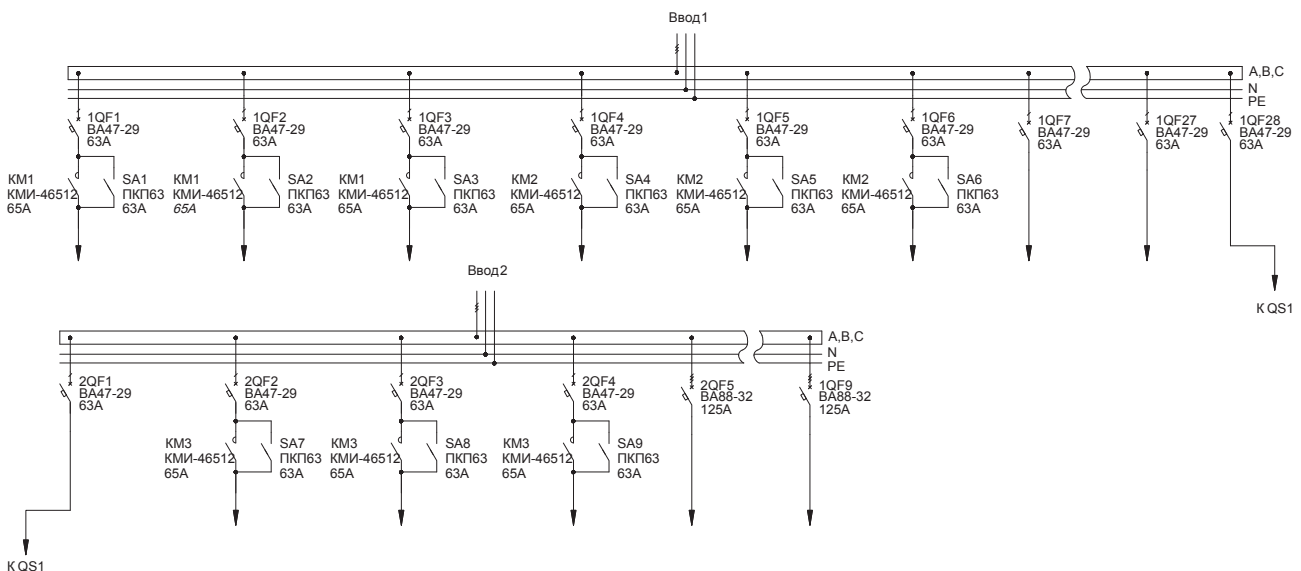 Ввод1
A,B,C
N
PE
1QF1
ВА47-29
63А
1QF2
ВА47-29
63А
1QF3
ВА47-29
63А
1QF4
ВА47-29
63А
1QF5
ВА47-29
63А
1QF6
ВА47-29
63А
1QF7
ВА47-29
63А
1QF27
ВА47-29
63А
1QF28
ВА47-29
63А
КМ1
КМИ-46512
65А
SA1
ПКП63
63А
КМ1
КМИ-46512
65А
SA2
ПКП63
63А
КМ1
КМИ-46512
65А
SA3
ПКП63
63А
КМ2
КМИ-46512
65А
SA4
ПКП63
63А
КМ2
КМИ-46512
65А
SA5
ПКП63
63А
КМ2
КМИ-46512
65А
SA6
ПКП63
63А
К QS1
Ввод2
A,B,C
N
PE
2QF1
ВА47-29
63А
2QF2
ВА47-29
63А
2QF3
ВА47-29
63А
2QF4
ВА47-29
63А
2QF5
ВА88-32
125А
1QF9
ВА88-32
125А
КМ3
КМИ-46512
65А
SA7
ПКП63
63А
КМ3
КМИ-46512
65А
SA8
ПКП63
63А
КМ3
КМИ-46512
65А
SA9
ПКП63
63А
К QS1